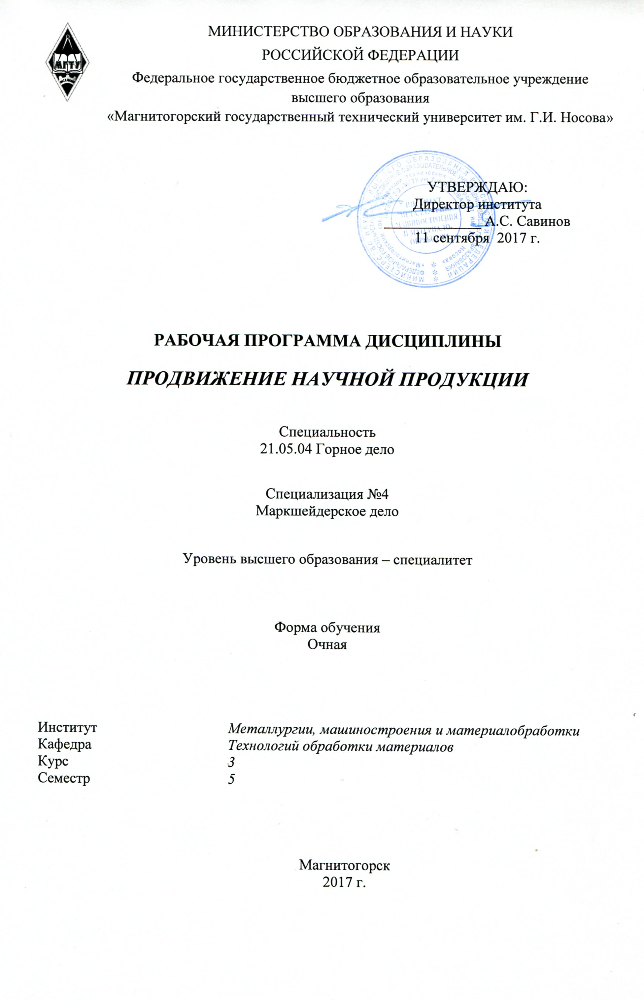 МИНИСТЕРСТВО ОБРАЗОВАНИЯ И НАУКИ
РОССИЙСКОЙ ФЕДЕРАЦИИ
Федеральное государственное бюджетное образовательное учреждение
высшего образования
«Магнитогорский государственный технический университет им. Г.И. Носова»
МГТУ
УТВЕРЖДАЮ:
Директор института
А.С. Савинов
11 сентября 2017 г.
РАБОЧАЯ ПРОГРАММА ДИСЦИПЛИНЫ
ПРОДВИЖЕНИЕ НАУЧНОЙ ПРОДУКЦИИ
Специальность
21.05.04 Горное дело
Специализация №4
Маркшейдерское дело
Уровень высшего образования – специалитет
Форма обучения
Очная
Институт Металлургии, машиностроения и материалобработки
Кафедра Технологий обработки материалов
Курс 3
Семестр 5
Магнитогорск
2017 г.